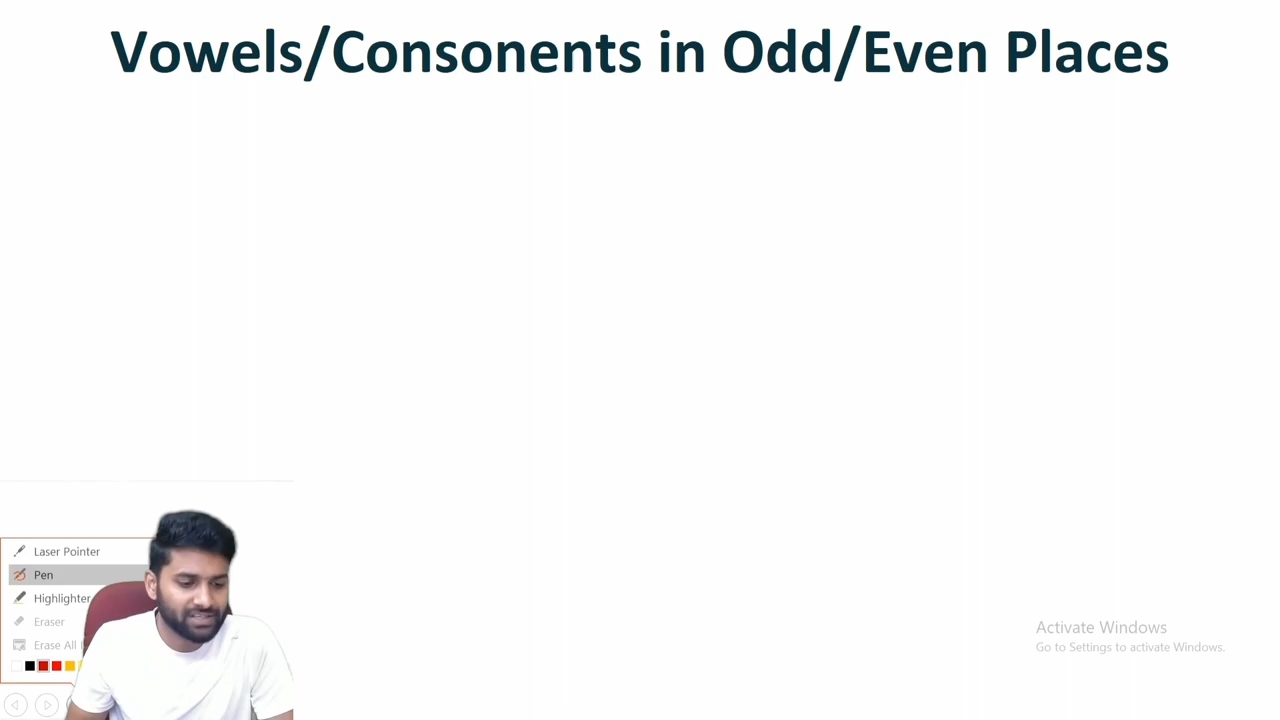 Vowels/Consonents in Odd/Even Places
Laser Pointer
Pen
Highlighter
Eraser
Erase All
Activate Windows
Go to Settings to activate Windows.